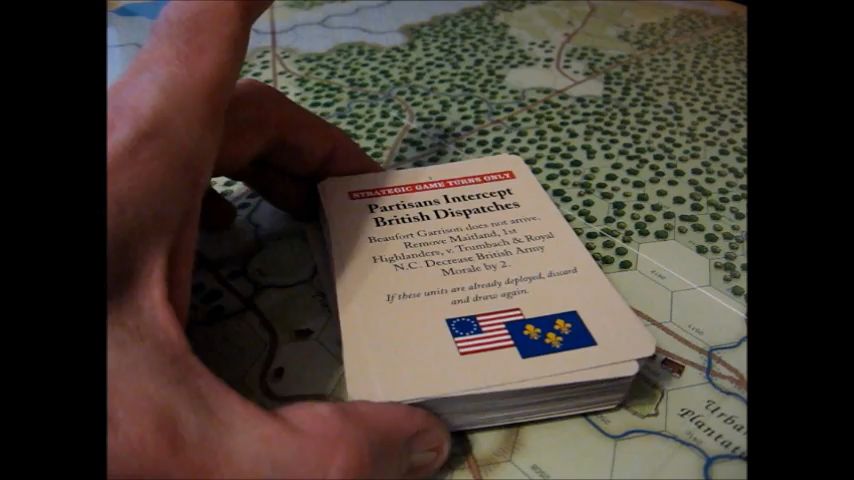 STRATEGIC GAME TURNS ONLY
Partisans Intercept
British Dispatches
Beaufort Garrison does not arrive.
Remove Maitland, 1st
Highlanders, v. Trumbach & Royal
N.C. Decrease British Army
Morale by 2.
If these units are already deployed, discard
and draw again.